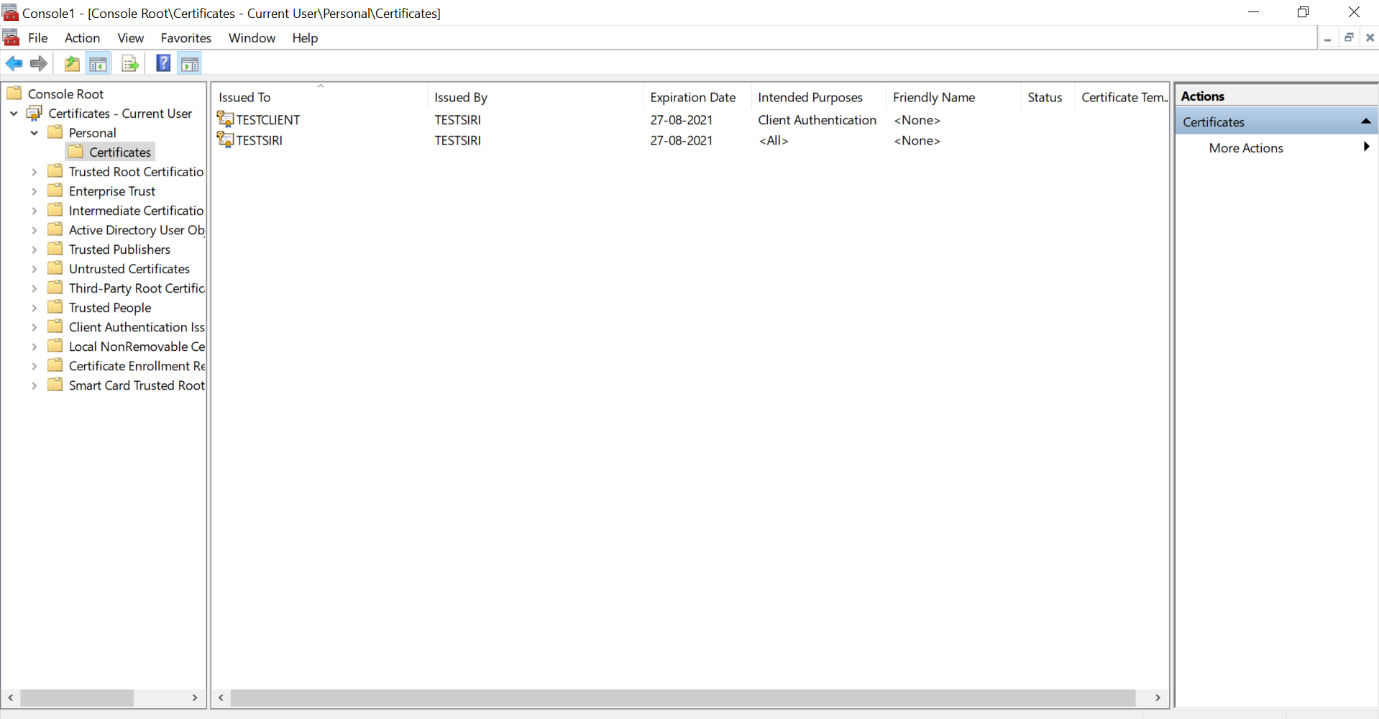 Console1 - [Console Root\Certificates - Current User\Personal\Certificates]
File Action View Favorites Window Help
Console Root
Certificates - Current User
Personal
Certificates
Trusted Root Certificatio
Enterprise Trust
Intermediate Certificatio
Active Directory User Ob
Trusted Publishers
Untrusted Certificates
Third-Party Root Certific
Trusted People
Client Authentication Iss
Local NonRemovable Ce
Certificate Enrollment Re
Smart Card Trusted Root
Issued To Issued By Expiration Date Intended Purposes Friendly Name Status Certificate Tem...
TESTCLIENT TESTSIRI 27-08-2021 Client Authentication <None>
TESTSIRI TESTSIRI 27-08-2021 <All> <None>
Actions
Certificates
More Actions